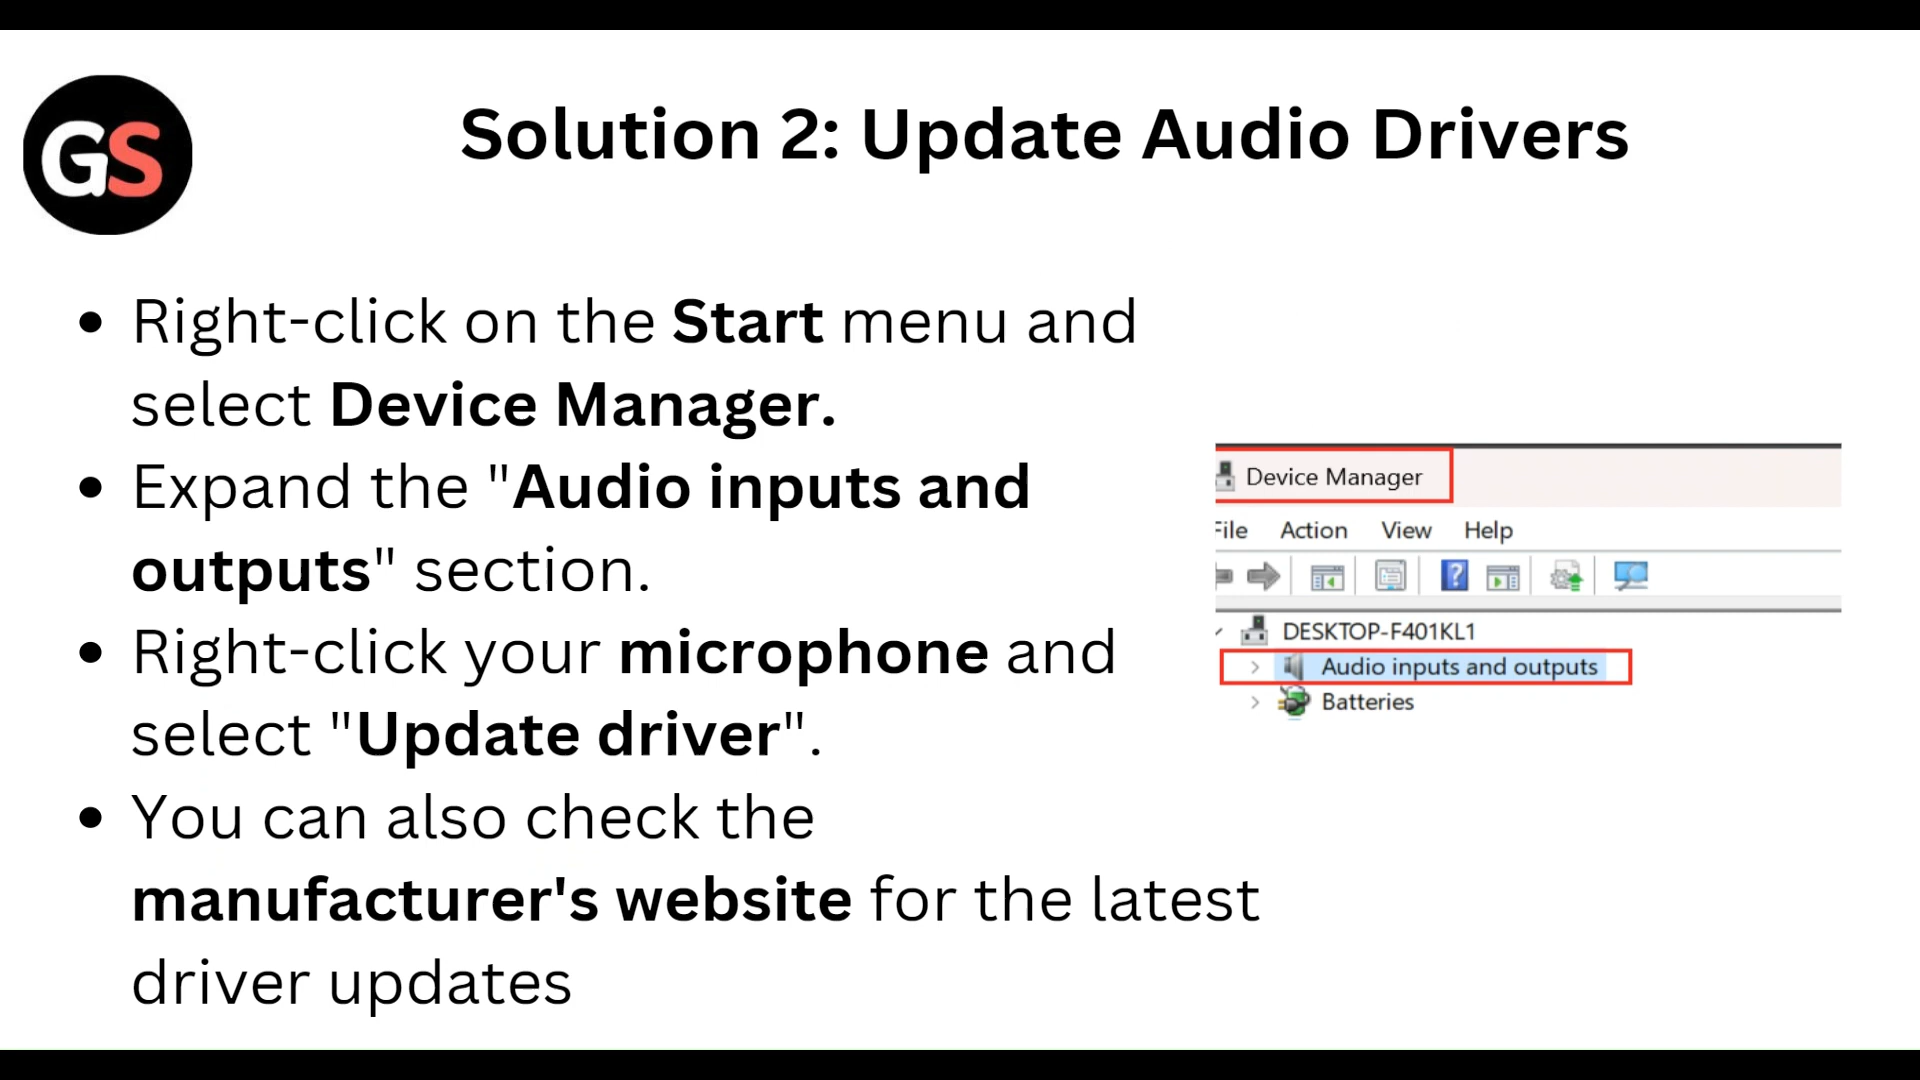 GS
Solution 2: Update Audio Drivers
• Right-click on the Start menu and
select Device Manager.
• Expand the "Audio inputs and
outputs" section.
• Right-click your microphone and
select "Update driver".
• You can also check the
manufacturer's website for the latest
driver updates
Device Manager
File Action View Help
?
DESKTOP-F401KL1
Audio inputs and outputs
Batteries